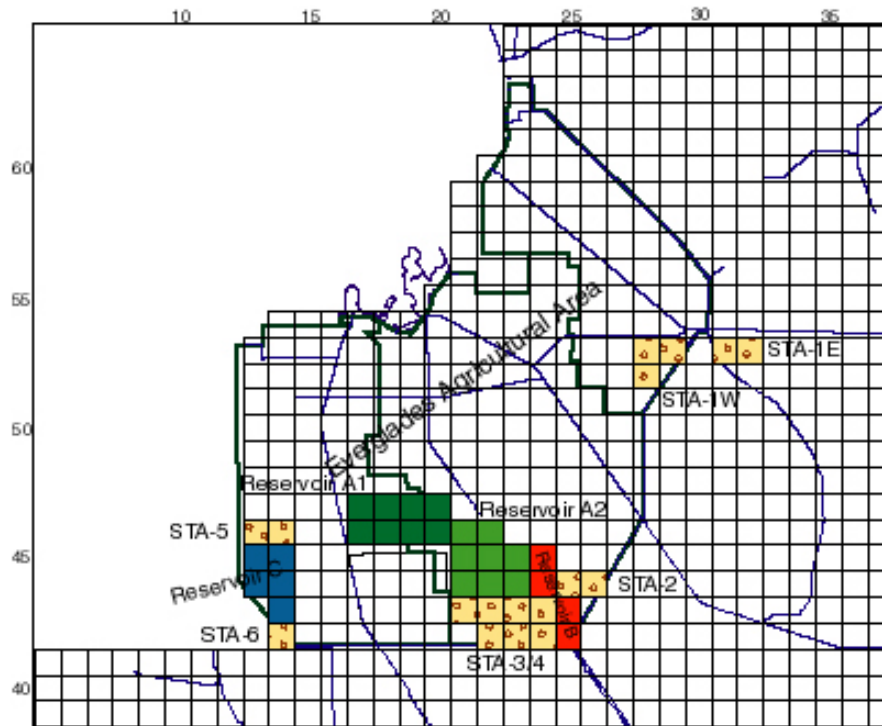 10 15 20 25 30 35
60
55
50
45
40
Everglades Agricultural Area
STA-1E
STA-1W
Reservoir A1
Reservoir A2
STA-5
Reservoir C
Reservoir B
STA-2
STA-6
STA-3/4